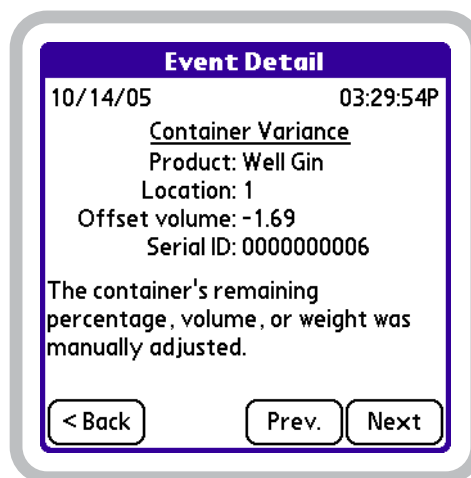 Event Detail
10/14/05 03:29:54P
Container Variance
Product: Well Gin
Location: 1
Offset volume: -1.69
Serial ID: 0000000006
The container's remaining
percentage, volume, or weight was
manually adjusted.
< Back Prev. Next